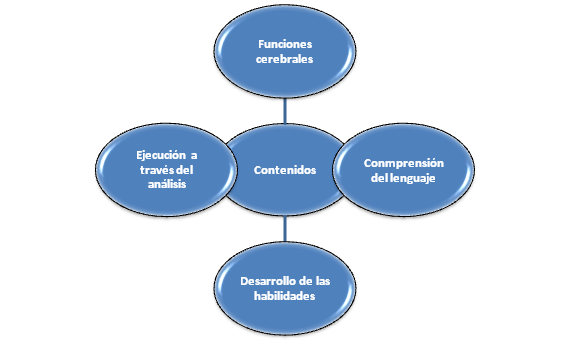 Funciones
cerebrales
Ejecución a
través del
análisis
Contenidos
Conmprensión
del lenguaje
Desarrollo de las
habilidades